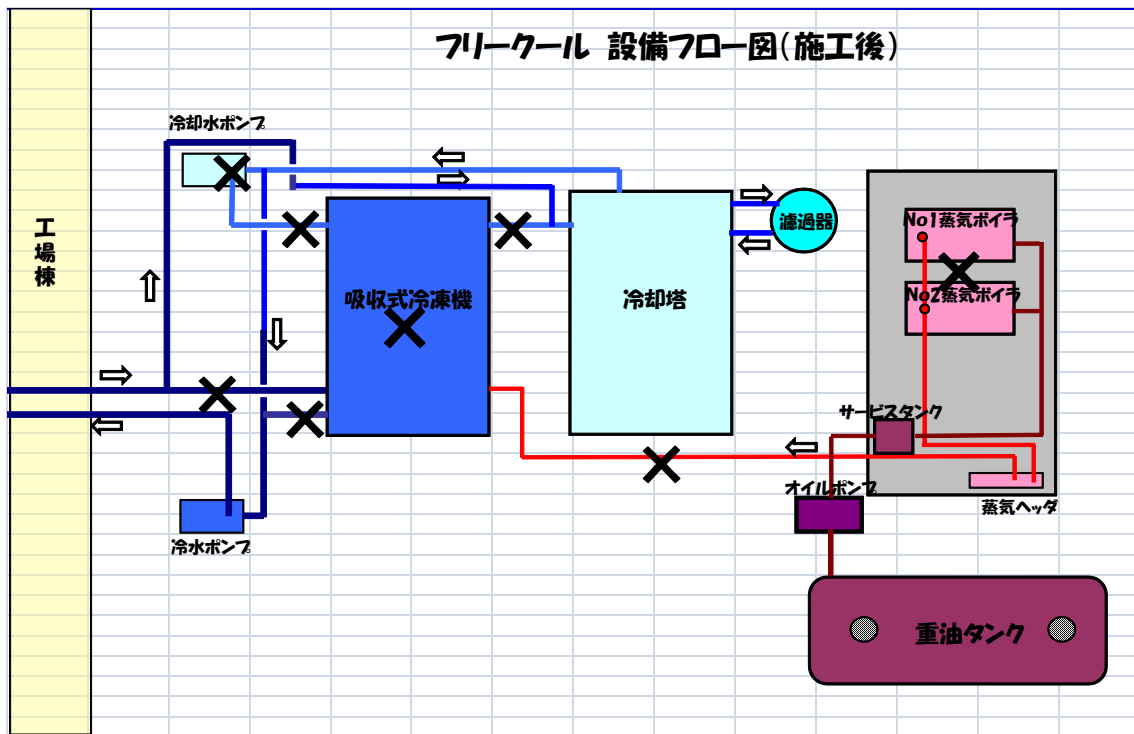 フリークール 設備フロー図(施工後)
冷却水ポンプ
工場棟
濾過器
No1蒸気ボイラ
No2蒸気ボイラ
吸収式冷凍機
冷却塔
サービスタンク
オイルポンプ
蒸気ヘッダ
冷水ポンプ
重油タンク